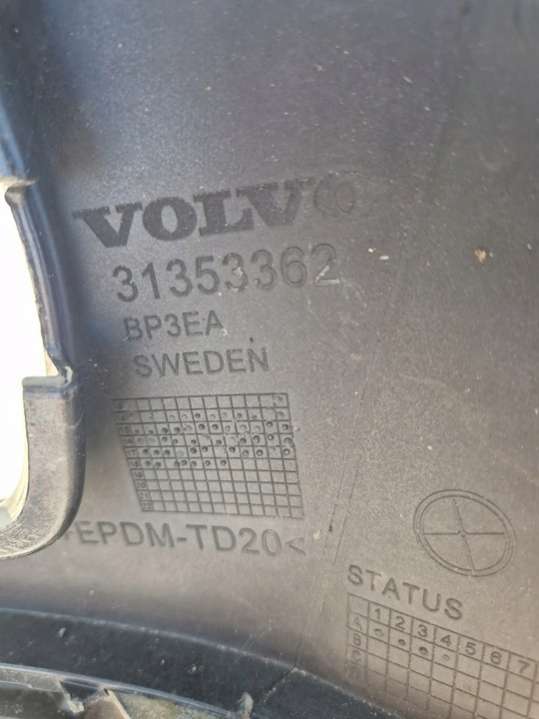 VOLVO
31353362
BP3EA
SWEDEN
EPDM-TD20<
STATUS
1 2 3 4 5 6 7
A
B